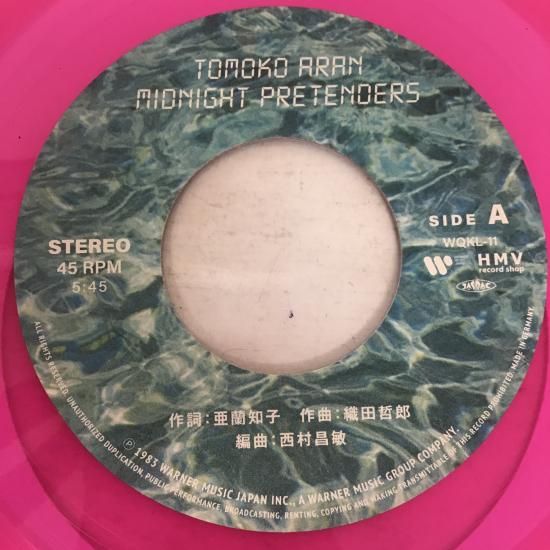 TOMOKO ARAN
MIDNIGHT PRETENDERS
STEREO
45 RPM
5:45
SIDE A
WQKL-11
HMV
record shop
JASRAC
作詞:亜蘭知子 作曲:織田哲郎
編曲:西村昌敏
℗ 1983 WARNER MUSIC JAPAN INC., A WARNER MUSIC GROUP COMPANY.
ALL RIGHTS RESERVED. UNAUTHORIZED DUPLICATION, PUBLIC PERFORMANCE, BROADCASTING, RENTING, COPYING AND MAKING TRANSMITTABLE OF THIS RECORD PROHIBITED. MADE IN GERMANY.